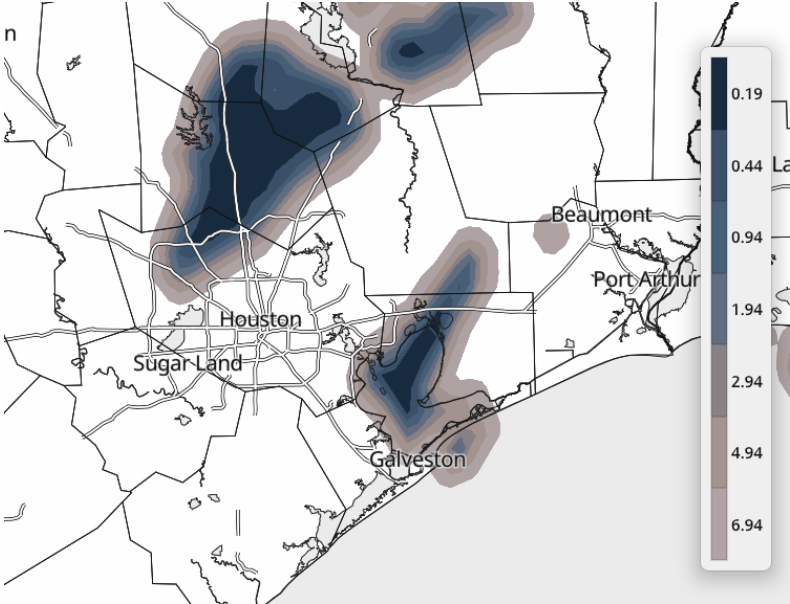 n
0.19
0.44
La
Beaumont
0.94
Port Arthur
1.94
Houston
Sugar Land
2.94
4.94
Galveston
6.94